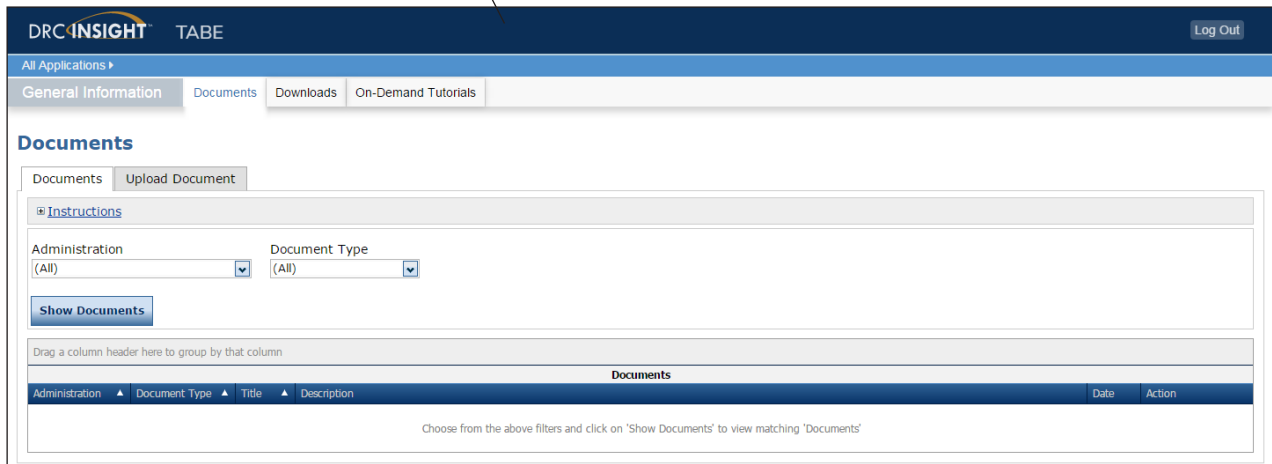 DRC INSIGHT TABE Log Out
All Applications
General Information Documents Downloads On-Demand Tutorials
Documents
Documents Upload Document
Instructions
Administration Document Type
(All) (All)
Show Documents
Drag a column header here to group by that column
Documents
Administration Document Type Title Description Date Action
Choose from the above filters and click on 'Show Documents' to view matching 'Documents'